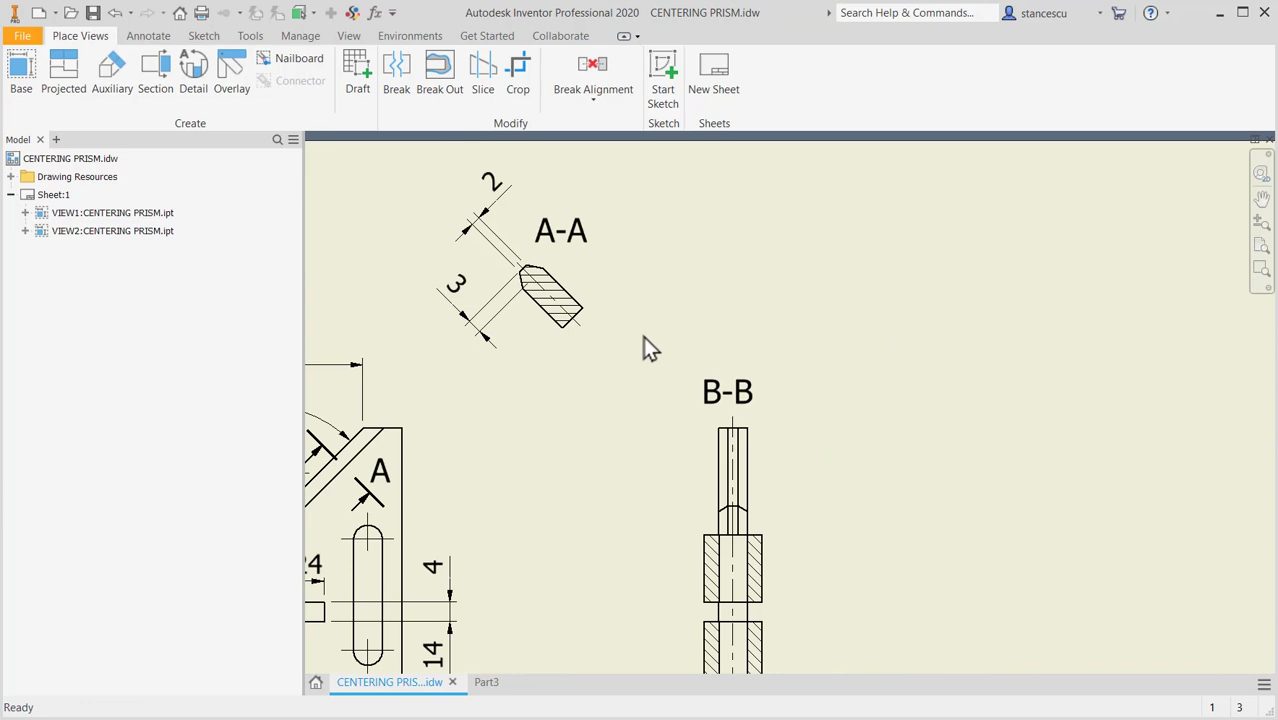 Autodesk Inventor Professional 2020 CENTERING PRISM.idw
Search Help & Commands...
stancescu
PRO
File
Place Views
Annotate
Sketch
Tools
Manage
View
Environments
Get Started
Collaborate
Base
Projected
Auxiliary
Section
Detail
Overlay
Nailboard
Connector
Draft
Break
Break Out
Slice
Crop
Break Alignment
Start
Sketch
New Sheet
Create
Modify
Sketch
Sheets
Model
CENTERING PRISM.idw
Drawing Resources
Sheet:1
VIEW1:CENTERING PRISM.ipt
VIEW2:CENTERING PRISM.ipt
2
A-A
3
B-B
A
24
4
14
CENTERING PRIS...idw
Part3
Ready
1
3